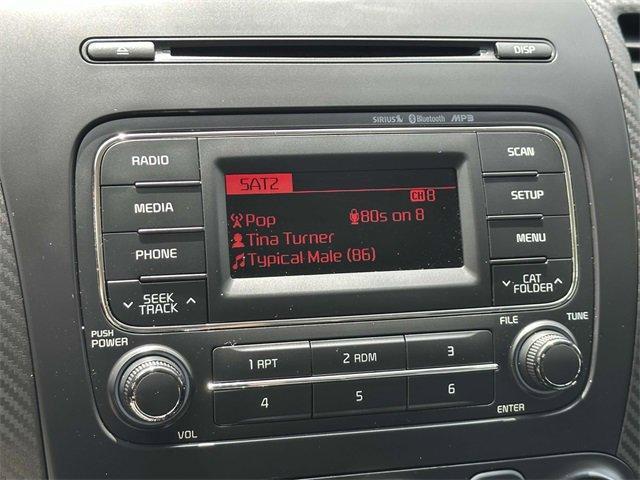 DISP
SIRIUS Bluetooth MP3
RADIO
SCAN
SAT2
CH8
MEDIA
SETUP
Pop 80s on 8
PHONE
Tina Turner
MENU
Typical Male (86)
SEEK
TRACK
CAT
FOLDER
PUSH
POWER
FILE
TUNE
1 RPT
2 RDM
3
4
5
6
VOL
ENTER